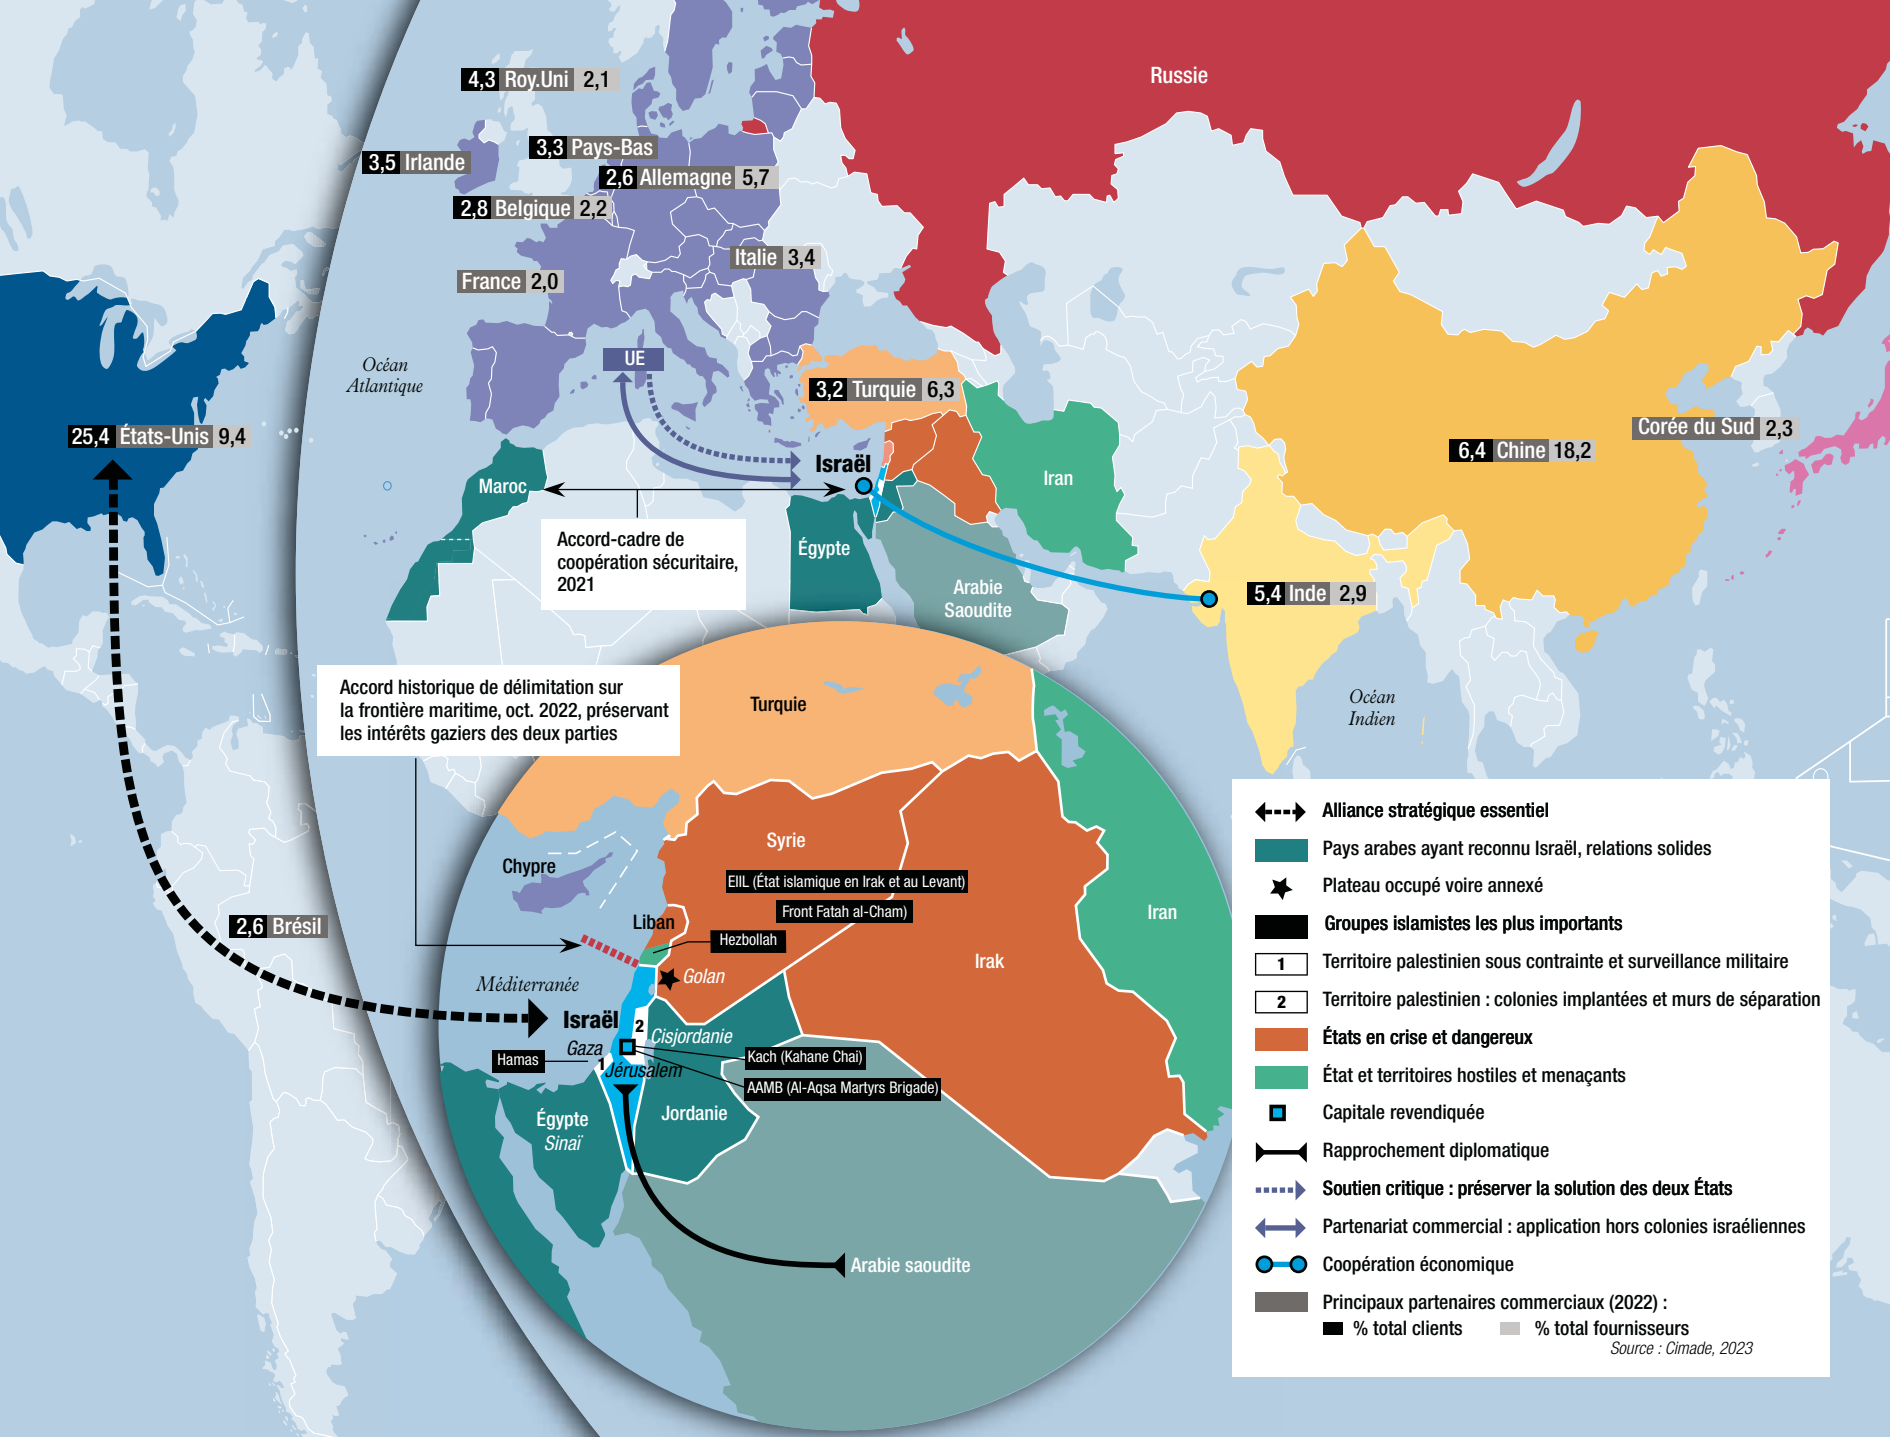 Russie
4,3 Roy.Uni 2,1
3,3 Pays-Bas
3,5 Irlande
2,6 Allemagne 5,7
2,8 Belgique 2,2
Italie 3,4
France 2,0
Océan
Atlantique
UE
3,2 Turquie 6,3
25,4 États-Unis 9,4
Corée du Sud 2,3
6,4 Chine 18,2
Israël
Iran
Maroc
Accord-cadre de
coopération sécuritaire,
2021
Égypte
Arabie
Saoudite
5,4 Inde 2,9
Océan
Indien
Accord historique de délimitation sur
la frontière maritime, oct. 2022, préservant
les intérêts gaziers des deux parties
Turquie
Syrie
Chypre
EIIL (État islamique en Irak et au Levant)
Front Fatah al-Cham)
Iran
Liban
2,6 Brésil
Hezbollah
Irak
Golan
Méditerranée
Israël
2
Cisjordanie
Gaza
Hamas
1
Kach (Kahane Chai)
Jérusalem
AAMB (Al-Aqsa Martyrs Brigade)
Jordanie
Égypte
Sinaï
Arabie saoudite
Alliance stratégique essentiel
Pays arabes ayant reconnu Israël, relations solides
Plateau occupé voire annexé
Groupes islamistes les plus importants
1 Territoire palestinien sous contrainte et surveillance militaire
2 Territoire palestinien : colonies implantées et murs de séparation
États en crise et dangereux
État et territoires hostiles et menaçants
Capitale revendiquée
Rapprochement diplomatique
Soutien critique : préserver la solution des deux États
Partenariat commercial : application hors colonies israéliennes
Coopération économique
Principaux partenaires commerciaux (2022) :
% total clients % total fournisseurs
Source : Cimade, 2023